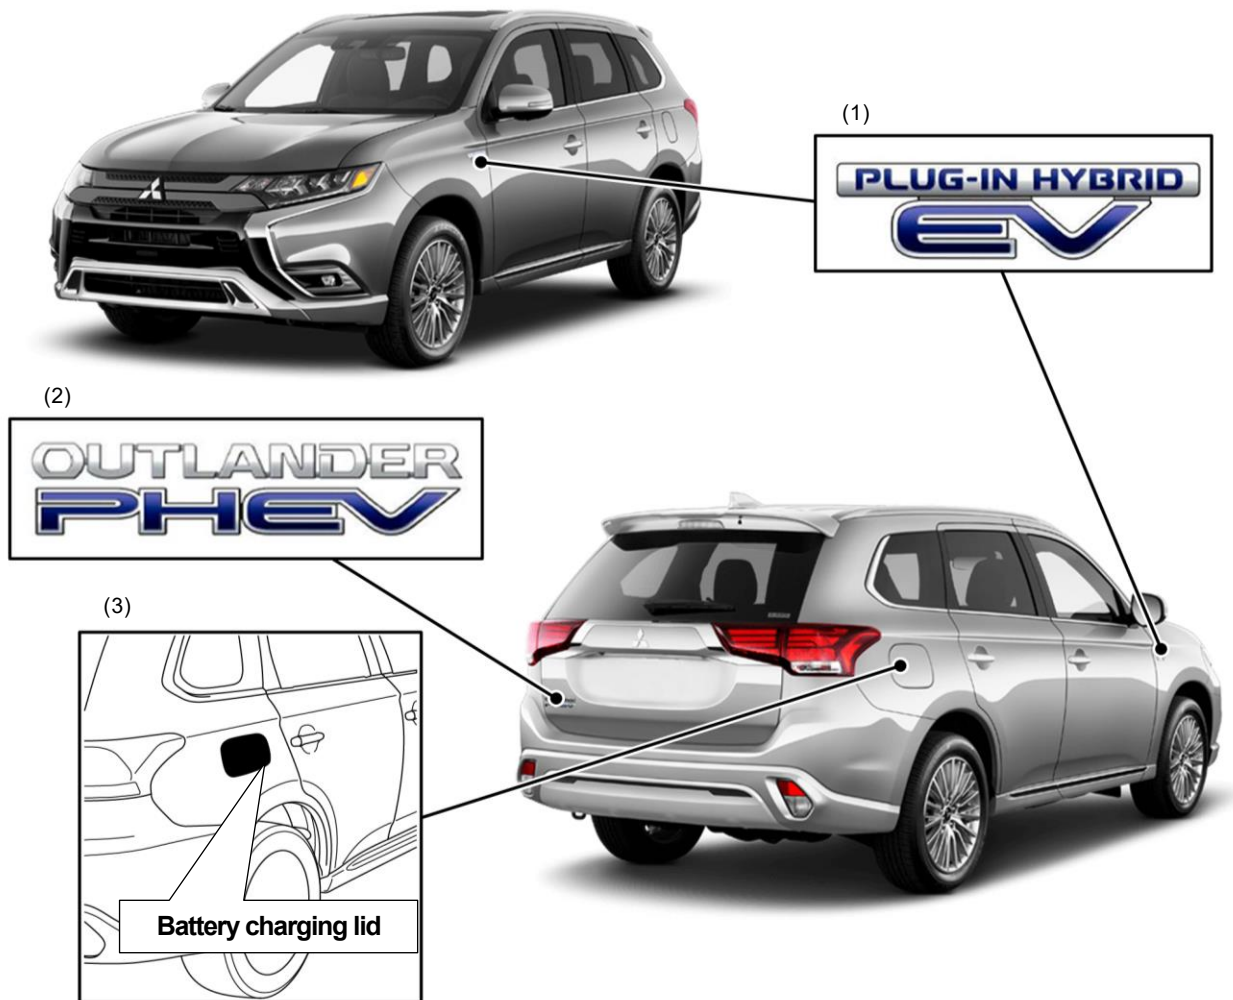 (1)
PLUG-IN HYBRID
EV
(2)
OUTLANDER
PHEV
(3)
Battery charging lid